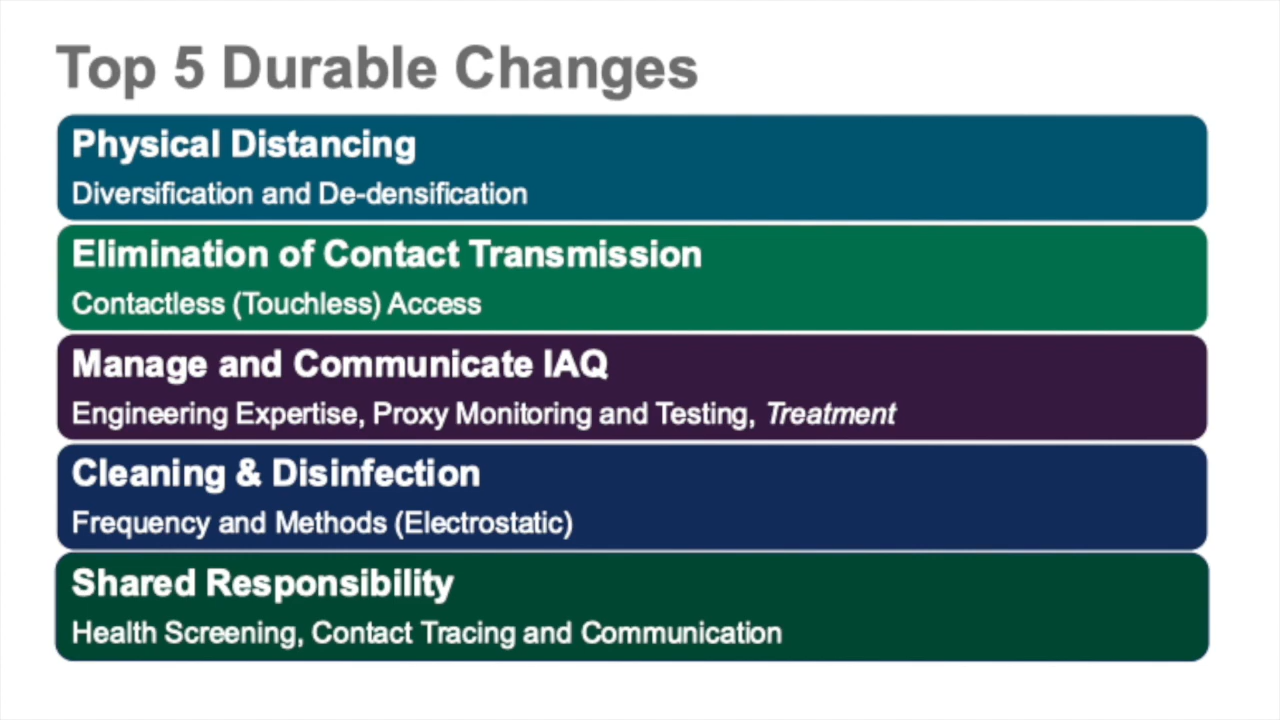 Top 5 Durable Changes
Physical Distancing
Diversification and De-densification
Elimination of Contact Transmission
Contactless (Touchless) Access
Manage and Communicate IAQ
Engineering Expertise, Proxy Monitoring and Testing, Treatment
Cleaning & Disinfection
Frequency and Methods (Electrostatic)
Shared Responsibility
Health Screening, Contact Tracing and Communication